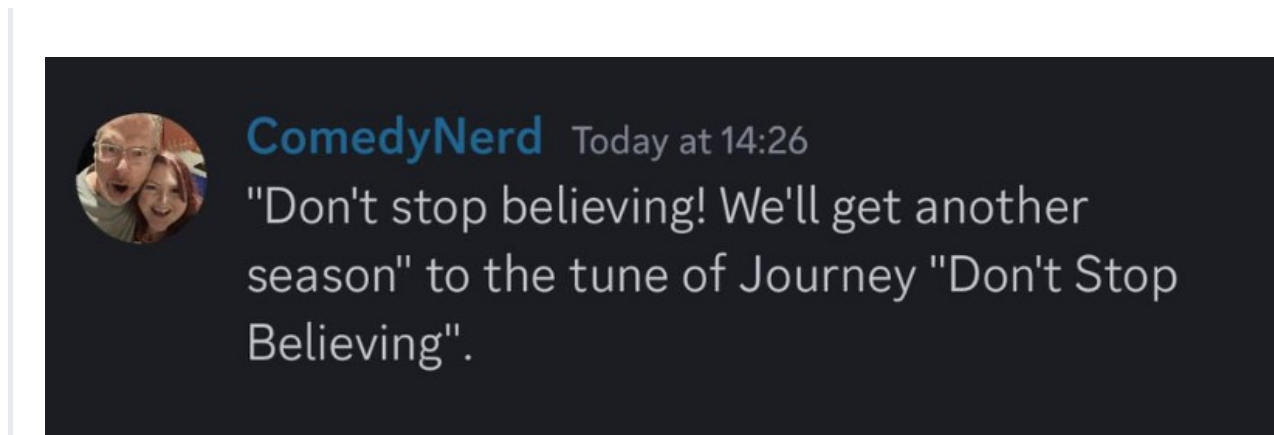 ComedyNerd Today at 14:26
"Don't stop believing! We'll get another
season" to the tune of Journey "Don't Stop
Believing".